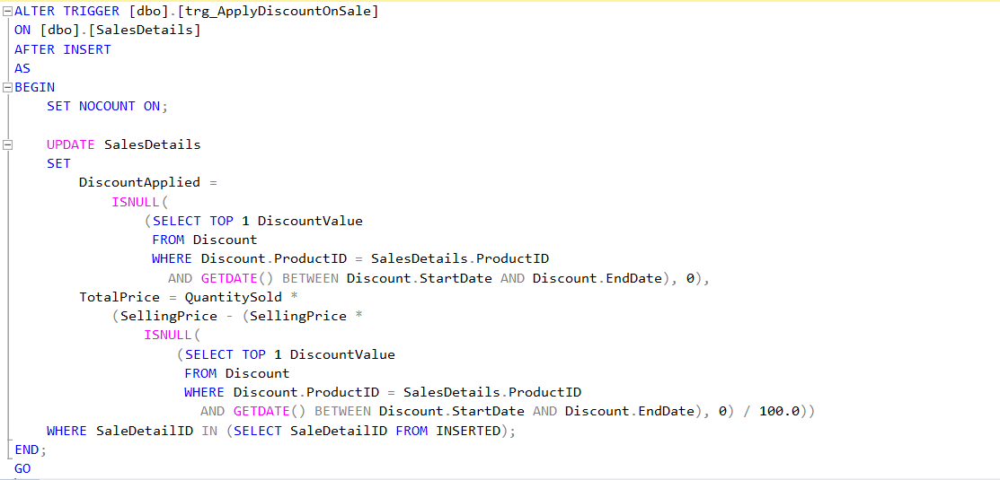 ALTER TRIGGER [dbo].[trg_ApplyDiscountOnSale]
ON [dbo].[SalesDetails]
AFTER INSERT
AS
BEGIN
    SET NOCOUNT ON;

    UPDATE SalesDetails
    SET
        DiscountApplied =
            ISNULL(
                (SELECT TOP 1 DiscountValue
                 FROM Discount
                 WHERE Discount.ProductID = SalesDetails.ProductID
                   AND GETDATE() BETWEEN Discount.StartDate AND Discount.EndDate), 0),
        TotalPrice = QuantitySold *
            (SellingPrice - (SellingPrice *
                ISNULL(
                    (SELECT TOP 1 DiscountValue
                     FROM Discount
                     WHERE Discount.ProductID = SalesDetails.ProductID
                       AND GETDATE() BETWEEN Discount.StartDate AND Discount.EndDate), 0) / 100.0))
    WHERE SaleDetailID IN (SELECT SaleDetailID FROM INSERTED);
END;
GO